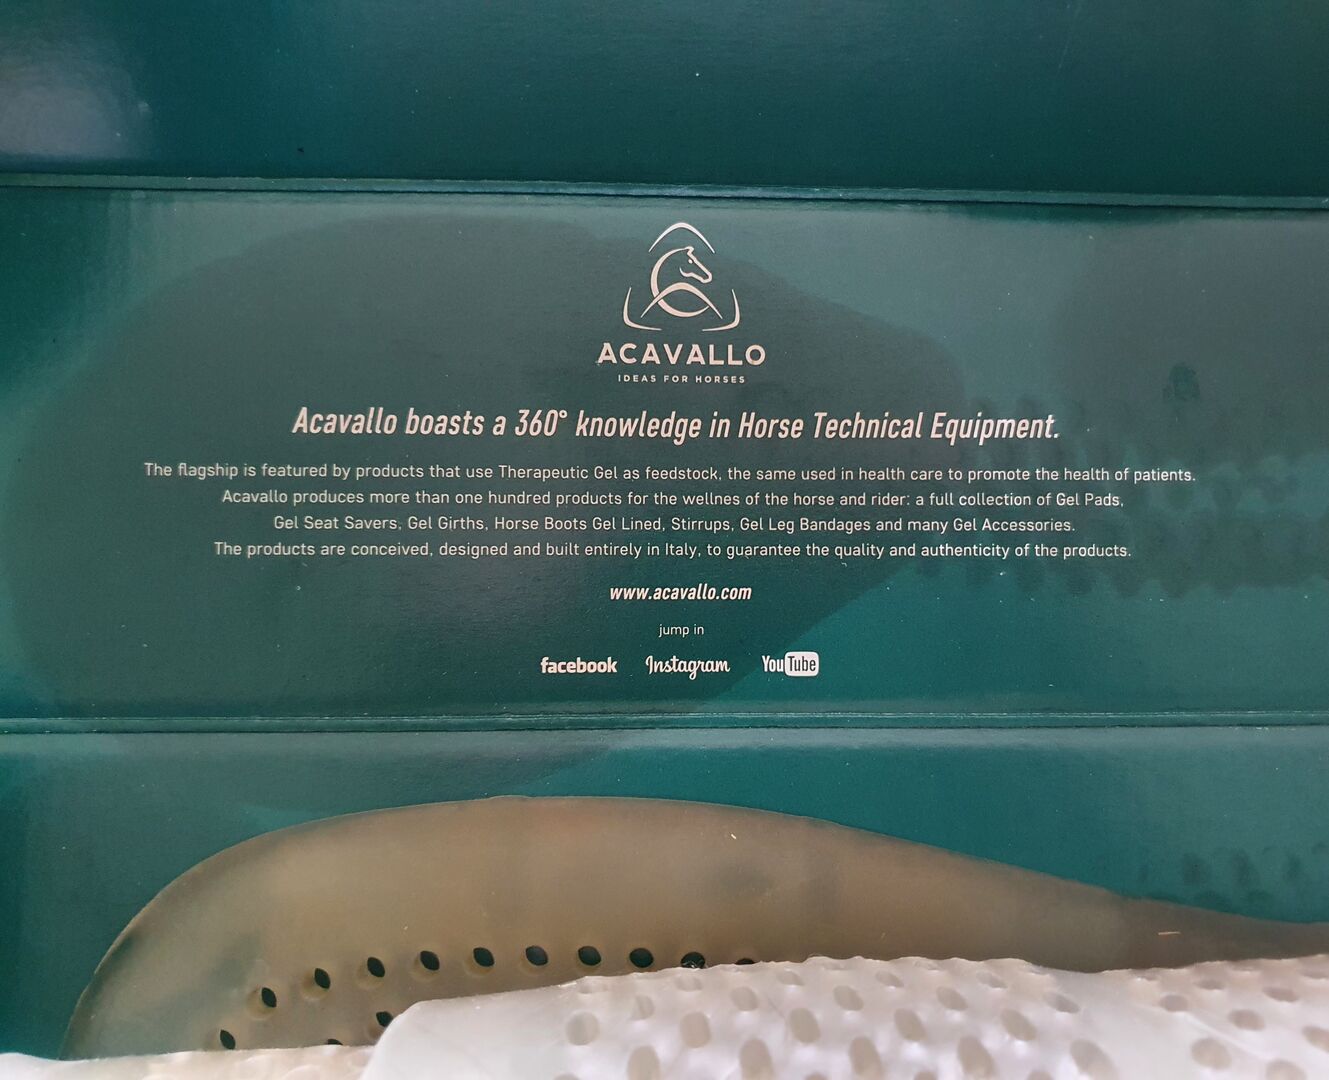 ACAVALLO
IDEAS FOR HORSES
Acavallo boasts a 360° knowledge in Horse Technical Equipment.
The flagship is featured by products that use Therapeutic Gel as feedstock, the same used in health care to promote the health of patients.
Acavallo produces more than one hundred products for the wellnes of the horse and rider: a full collection of Gel Pads,
Gel Seat Savers, Gel Girths, Horse Boots Gel Lined, Stirrups, Gel Leg Bandages and many Gel Accessories.
The products are conceived, designed and built entirely in Italy, to guarantee the quality and authenticity of the products.
www.acavallo.com
jump in
facebook Instagram YouTube